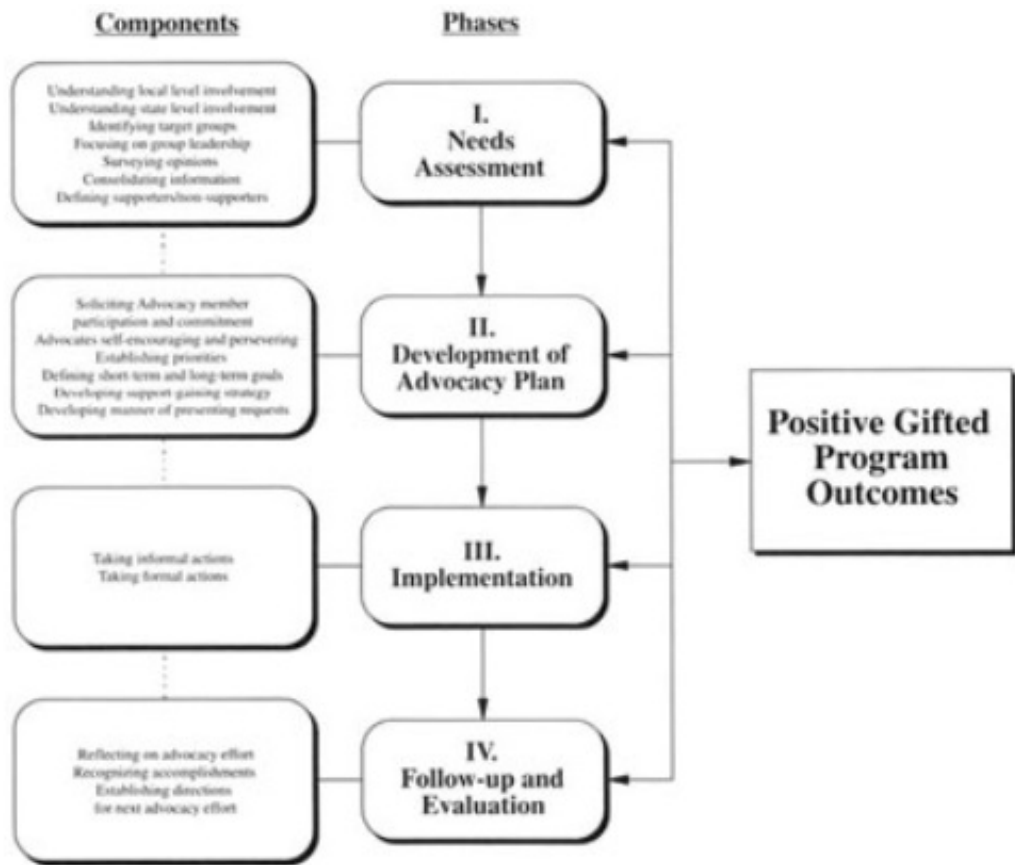 Components
Phases
Understanding local level involvement
Understanding state level involvement
Identifying target groups
Focusing on group leadership
Surveying opinions
Consolidating information
Defining supporters/non-supporters
I.
Needs
Assessment
Soliciting Advocacy member
participation and commitment
Advocates self-encouraging and persevering
Establishing priorities
Defining short-term and long-term goals
Developing support-gaining strategy
Developing manner of presenting requests
II.
Development of
Advocacy Plan
Positive Gifted
Program
Outcomes
Taking informal actions
Taking formal actions
III.
Implementation
Reflecting on advocacy effort
Recognizing accomplishments
Establishing directions
for next advocacy effort
IV.
Follow-up and
Evaluation